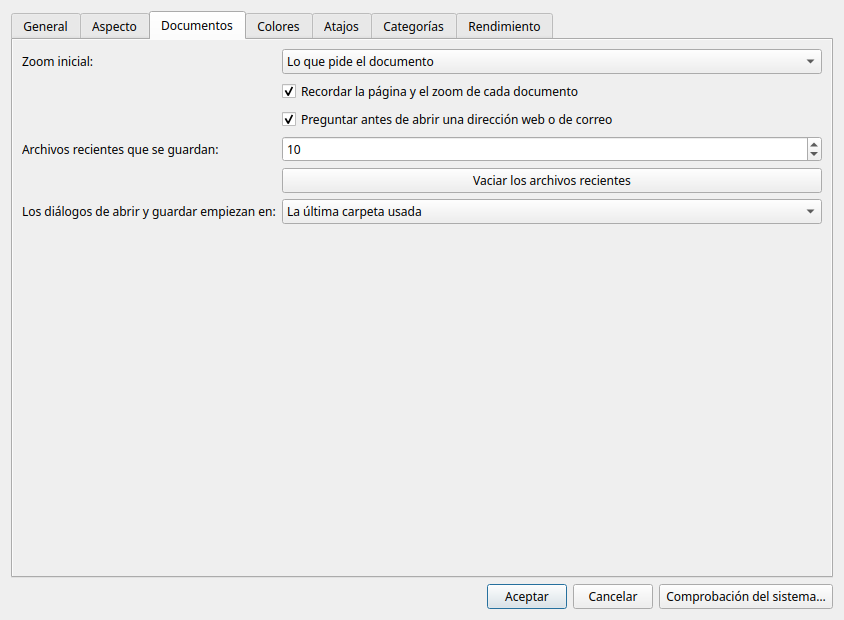 General Aspecto Documentos Colores Atajos Categorías Rendimiento
Zoom inicial: Lo que pide el documento
Recordar la página y el zoom de cada documento
Preguntar antes de abrir una dirección web o de correo
Archivos recientes que se guardan: 10
Vaciar los archivos recientes
Los diálogos de abrir y guardar empiezan en: La última carpeta usada
Aceptar Cancelar Comprobación del sistema...